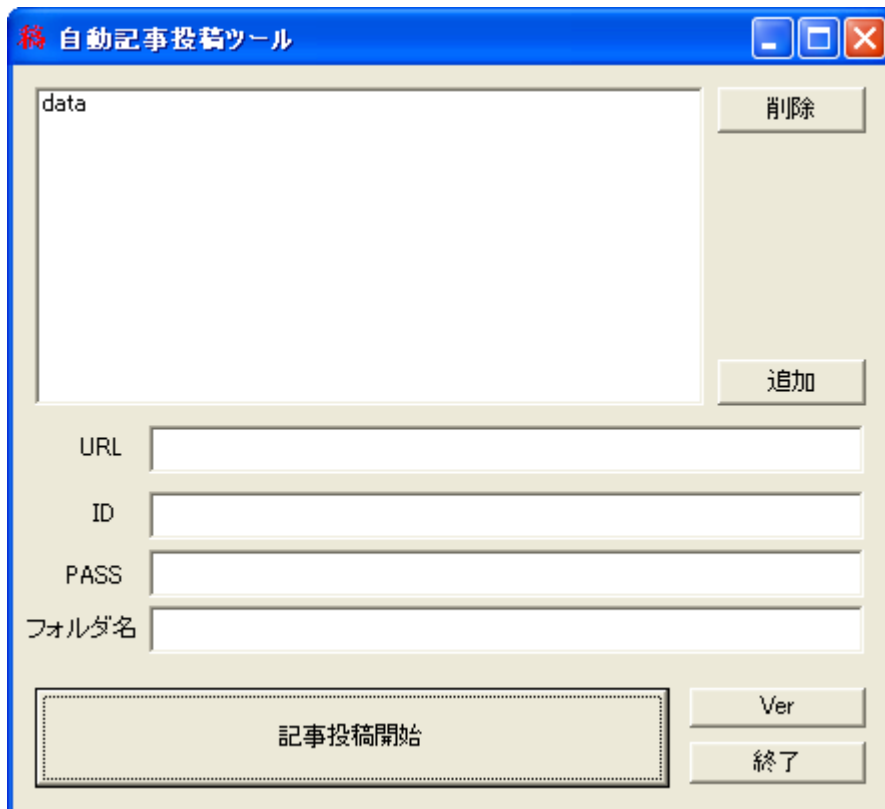 稿 自動記事投稿ツール
data
削除
追加
URL
ID
PASS
フォルダ名
記事投稿開始
Ver
終了